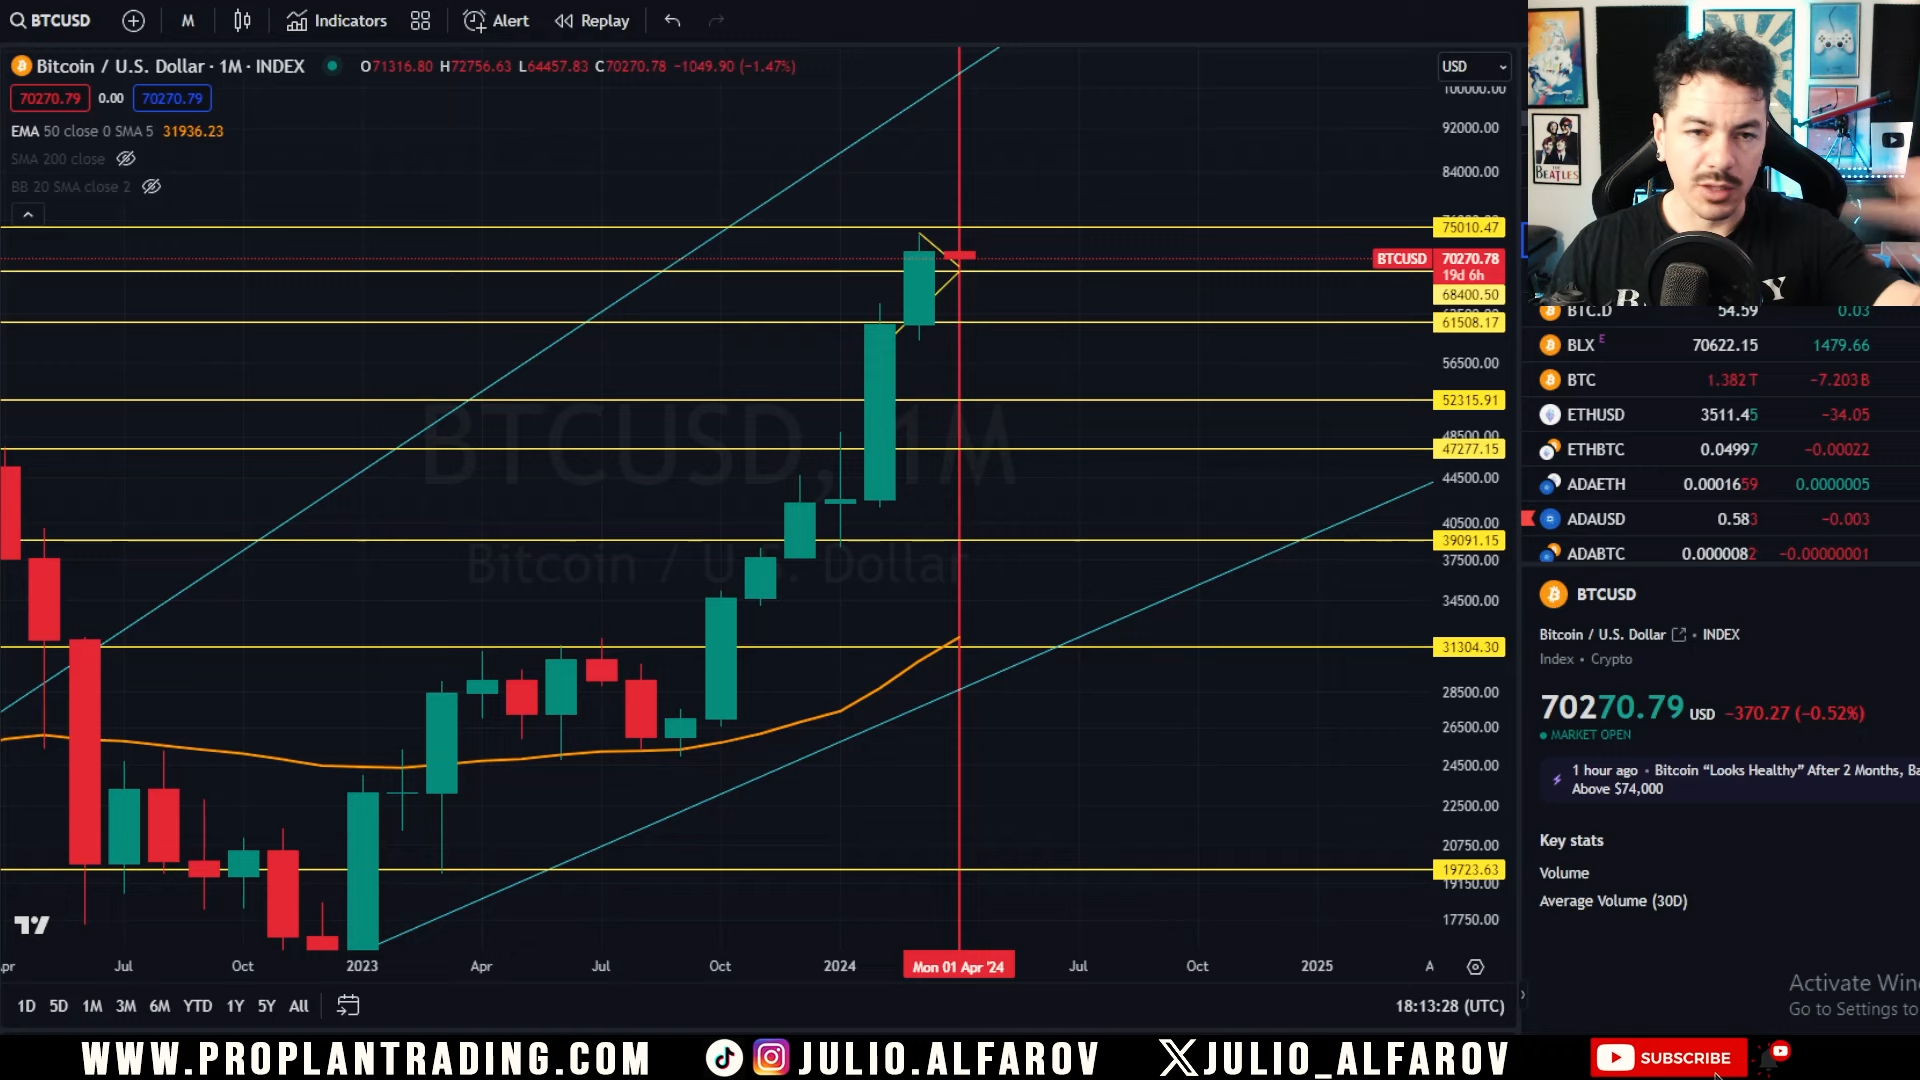 BTCUSD M Indicators Alert Replay
Bitcoin / U.S. Dollar · 1M · INDEX O71316.80 H72756.63 L64457.83 C70270.78 −1049.90 (−1.47%) USD
70270.79 0.00 70270.79
EMA 50 close 0 SMA 5 31936.23
SMA 200 close
BB 20 SMA close 2
100000.00
92000.00
84000.00
75010.47
BTCUSD 70270.78
19d 6h
68400.50
61508.17
56500.00
52315.91
48500.00
47277.15
44500.00
40500.00
39091.15
37500.00
34500.00
31304.30
28500.00
26500.00
24500.00
22500.00
20750.00
19723.63
19150.00
17750.00
BTCUSD, 1M
Bitcoin / U.S. Dollar
pr Jul Oct 2023 Apr Jul Oct 2024 Mon 01 Apr '24 Jul Oct 2025 A
1D 5D 1M 3M 6M YTD 1Y 5Y All 18:13:28 (UTC)
THE
BEATLES
BTC.D 54.59 0.03
BLX E 70622.15 1479.66
BTC 1.382T −7.203B
ETHUSD 3511.45 −34.05
ETHBTC 0.04997 −0.00022
ADAETH 0.0001659 0.0000005
ADAUSD 0.583 −0.003
ADABTC 0.0000082 −0.00000001
BTCUSD
Bitcoin / U.S. Dollar • INDEX
Index • Crypto
70270.79 USD −370.27 (−0.52%)
MARKET OPEN
1 hour ago • Bitcoin “Looks Healthy” After 2 Months, Ba
Above $74,000
Key stats
Volume
Average Volume (30D)
Activate Win
Go to Settings to
WWW.PROPLANTRADING.COM JULIO.ALFAROV JULIO_ALFAROV SUBSCRIBE